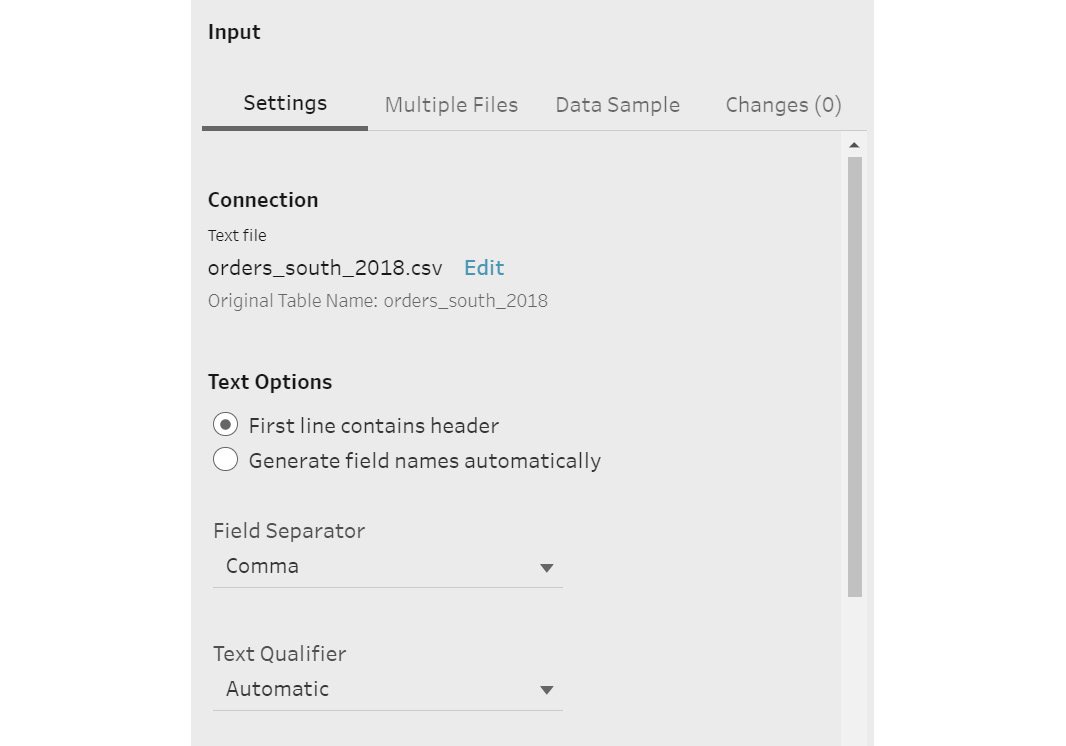 Input
Settings Multiple Files Data Sample Changes (0)
Connection
Text file
orders_south_2018.csv Edit
Original Table Name: orders_south_2018
Text Options
First line contains header
Generate field names automatically
Field Separator
Comma
Text Qualifier
Automatic